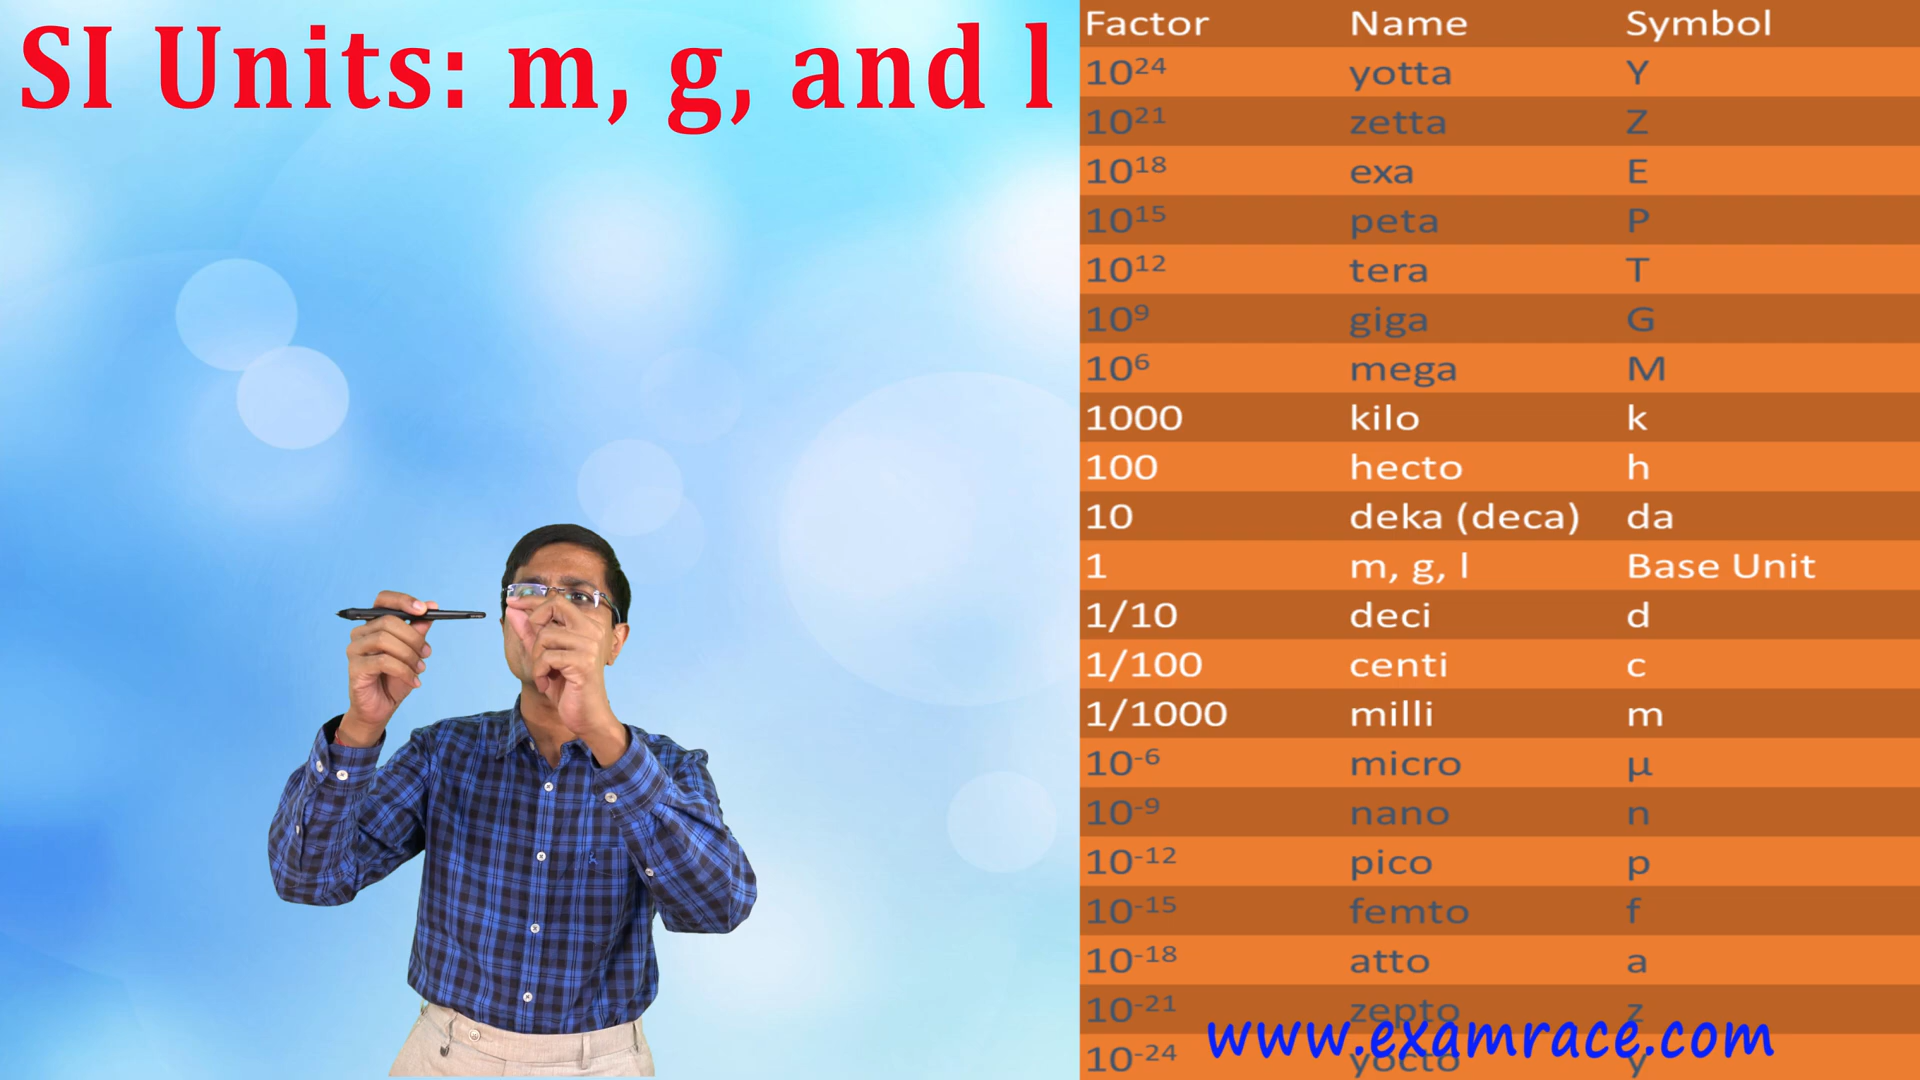 SI Units: m, g, and l
Factor Name Symbol
10²⁴ yotta Y
10²¹ zetta Z
10¹⁸ exa E
10¹⁵ peta P
10¹² tera T
10⁹ giga G
10⁶ mega M
1000 kilo k
100 hecto h
10 deka (deca) da
1 m, g, l Base Unit
1/10 deci d
1/100 centi c
1/1000 milli m
10⁻⁶ micro µ
10⁻⁹ nano n
10⁻¹² pico p
10⁻¹⁵ femto f
10⁻¹⁸ atto a
10⁻²¹ zepto z
www.examrace.com
10⁻²⁴ yocto y